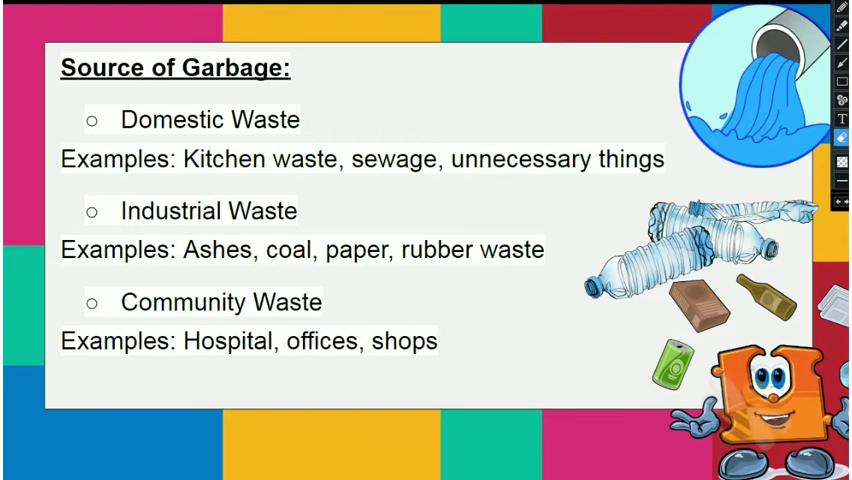 Source of Garbage:
○ Domestic Waste
Examples: Kitchen waste, sewage, unnecessary things
○ Industrial Waste
Examples: Ashes, coal, paper, rubber waste
○ Community Waste
Examples: Hospital, offices, shops